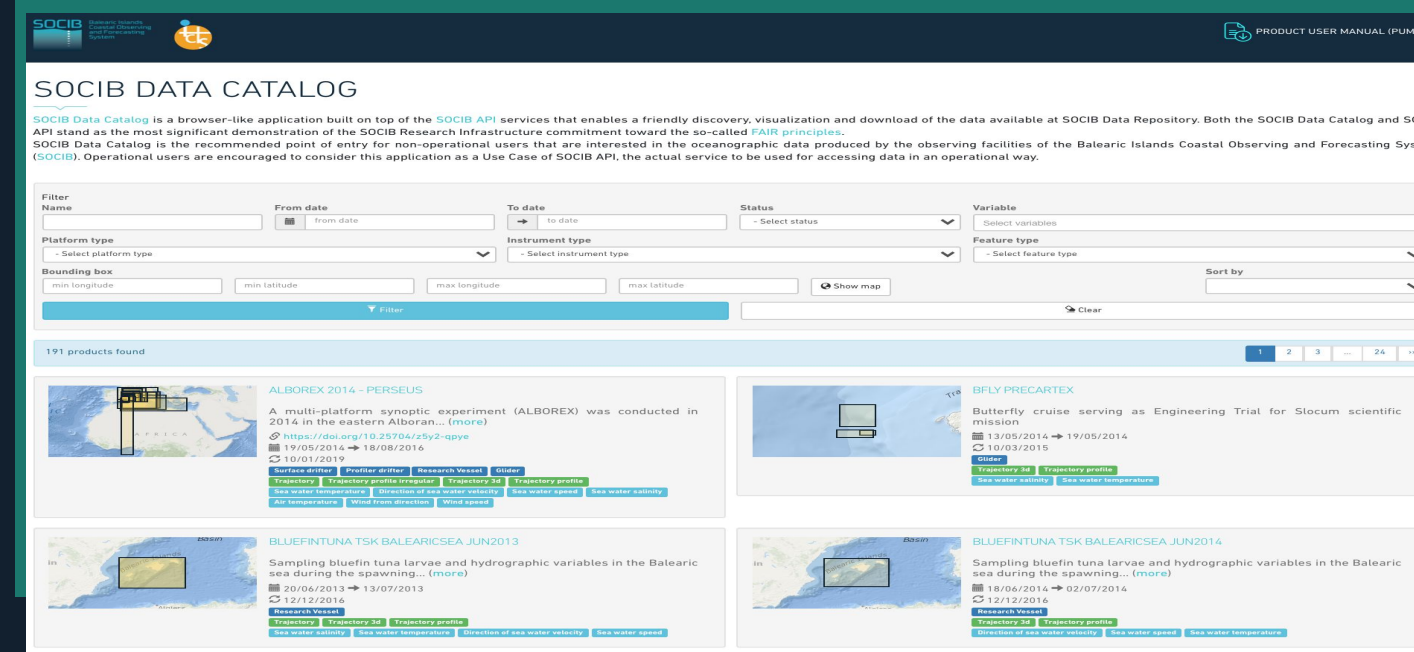 SOCIB Balearic Islands
Coastal Observing
and Forecasting
System
PRODUCT USER MANUAL (PUM
SOCIB DATA CATALOG
SOCIB Data Catalog is a browser-like application built on top of the SOCIB API services that enables a friendly discovery, visualization and download of the data available at SOCIB Data Repository. Both the SOCIB Data Catalog and SO
API stand as the most significant demonstration of the SOCIB Research Infrastructure commitment toward the so-called FAIR principles.
SOCIB Data Catalog is the recommended point of entry for non-operational users that are interested in the oceanographic data produced by the observing facilities of the Balearic Islands Coastal Observing and Forecasting Sys
(SOCIB). Operational users are encouraged to consider this application as a Use Case of SOCIB API, the actual service to be used for accessing data in an operational way.
Filter
Name From date To date Status Variable
from date to date - Select status Select variables
Platform type Instrument type Feature type
- Select platform type - Select instrument type - Select feature type
Bounding box Sort by
min longitude min latitude max longitude max latitude Show map
Filter Clear
191 products found 1 2 3 ... 24 »
ALBOREX 2014 - PERSEUS
A multi-platform synoptic experiment (ALBOREX) was conducted in
2014 in the eastern Alboran... (more)
https://doi.org/10.25704/z5y2-qpye
19/05/2014 → 18/08/2016
10/01/2019
Surface drifter Profiler drifter Research Vessel Glider
Trajectory Trajectory profile irregular Trajectory 3d Trajectory profile
Sea water temperature Direction of sea water velocity Sea water speed Sea water salinity
Air temperature Wind from direction Wind speed
AFRICA
BFLY PRECARTEX
Butterfly cruise serving as Engineering Trial for Slocum scientific
mission
13/05/2014 → 19/05/2014
10/03/2015
Glider
Trajectory 3d Trajectory profile
Sea water salinity Sea water temperature
Tra
BLUEFINTUNA TSK BALEARICSEA JUN2013
Sampling bluefin tuna larvae and hydrographic variables in the Balearic
sea during the spawning... (more)
20/06/2013 → 13/07/2013
12/12/2016
Research Vessel
Trajectory Trajectory 3d Trajectory profile
Sea water salinity Sea water temperature Direction of sea water velocity Sea water speed
Basin
BLUEFINTUNA TSK BALEARICSEA JUN2014
Sampling bluefin tuna larvae and hydrographic variables in the Balearic
sea during the spawning... (more)
18/06/2014 → 02/07/2014
12/12/2016
Research Vessel
Trajectory 3d Trajectory profile
Direction of sea water velocity Sea water speed Sea water temperature
Basin